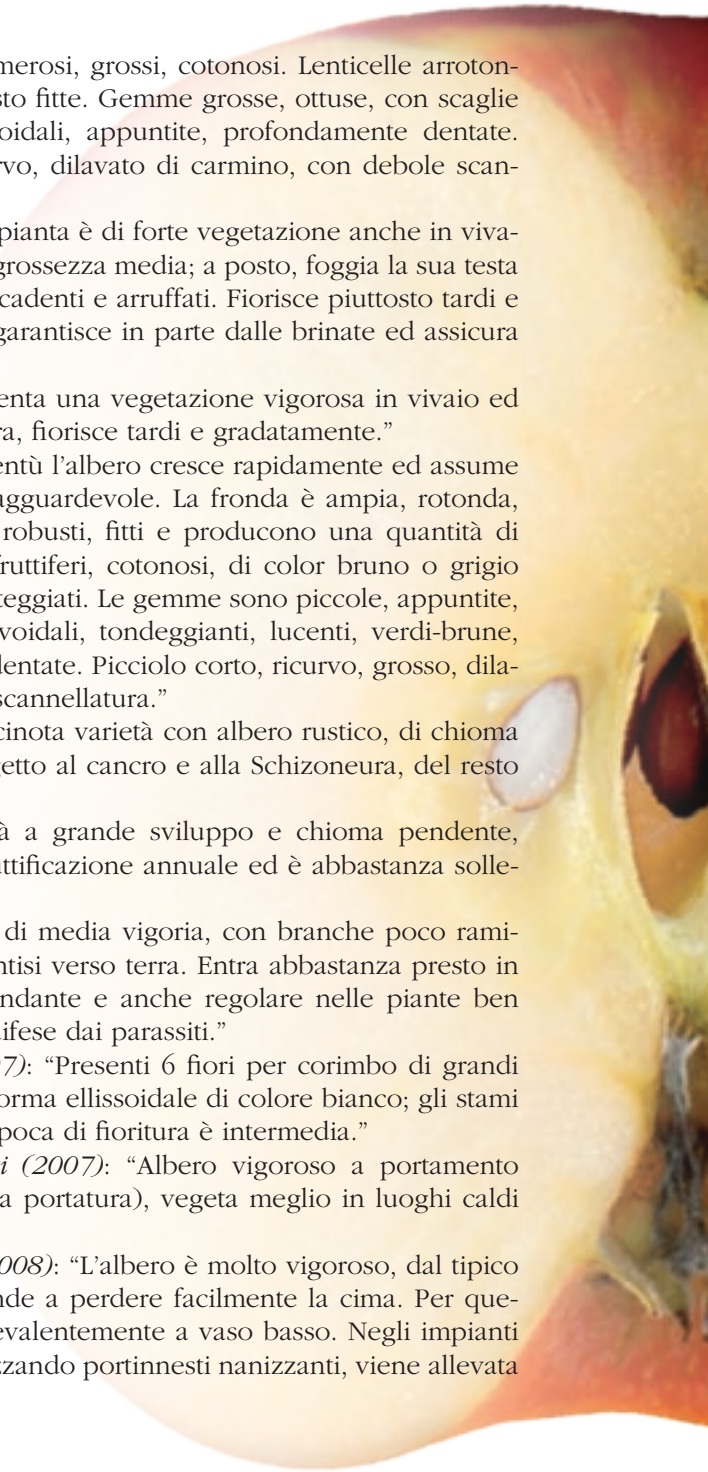 merosi, grossi, cotonosi. Lenticelle arroton-
sto fitte. Gemme grosse, ottuse, con scaglie
oidali, appuntite, profondamente dentate.
rvo, dilavato di carmino, con debole scan-
pianta è di forte vegetazione anche in viva-
grossezza media; a posto, foggia la sua testa
cadenti e arruffati. Fiorisce piuttosto tardi e
garantisce in parte dalle brinate ed assicura
enta una vegetazione vigorosa in vivaio ed
ra, fiorisce tardi e gradatamente.”
entù l'albero cresce rapidamente ed assume
agguardevole. La fronda è ampia, rotonda,
robusti, fitti e producono una quantità di
fruttiferi, cotonosi, di color bruno o grigio
teggiati. Le gemme sono piccole, appuntite,
voidali, tondeggianti, lucenti, verdi-brune,
dentate. Picciolo corto, ricurvo, grosso, dila-
scannellatura.”
cinota varietà con albero rustico, di chioma
getto al cancro e alla Schizoneura, del resto
à a grande sviluppo e chioma pendente,
uttificazione annuale ed è abbastanza solle-
di media vigoria, con branche poco rami-
ntisi verso terra. Entra abbastanza presto in
ndante e anche regolare nelle piante ben
difese dai parassiti.”
97): “Presenti 6 fiori per corimbo di grandi
orma ellissoidale di colore bianco; gli stami
poca di fioritura è intermedia.”
ri (2007): “Albero vigoroso a portamento
a portatura), vegeta meglio in luoghi caldi
2008): “L'albero è molto vigoroso, dal tipico
nde a perdere facilmente la cima. Per que-
evalentemente a vaso basso. Negli impianti
zzando portinnesti nanizzanti, viene allevata